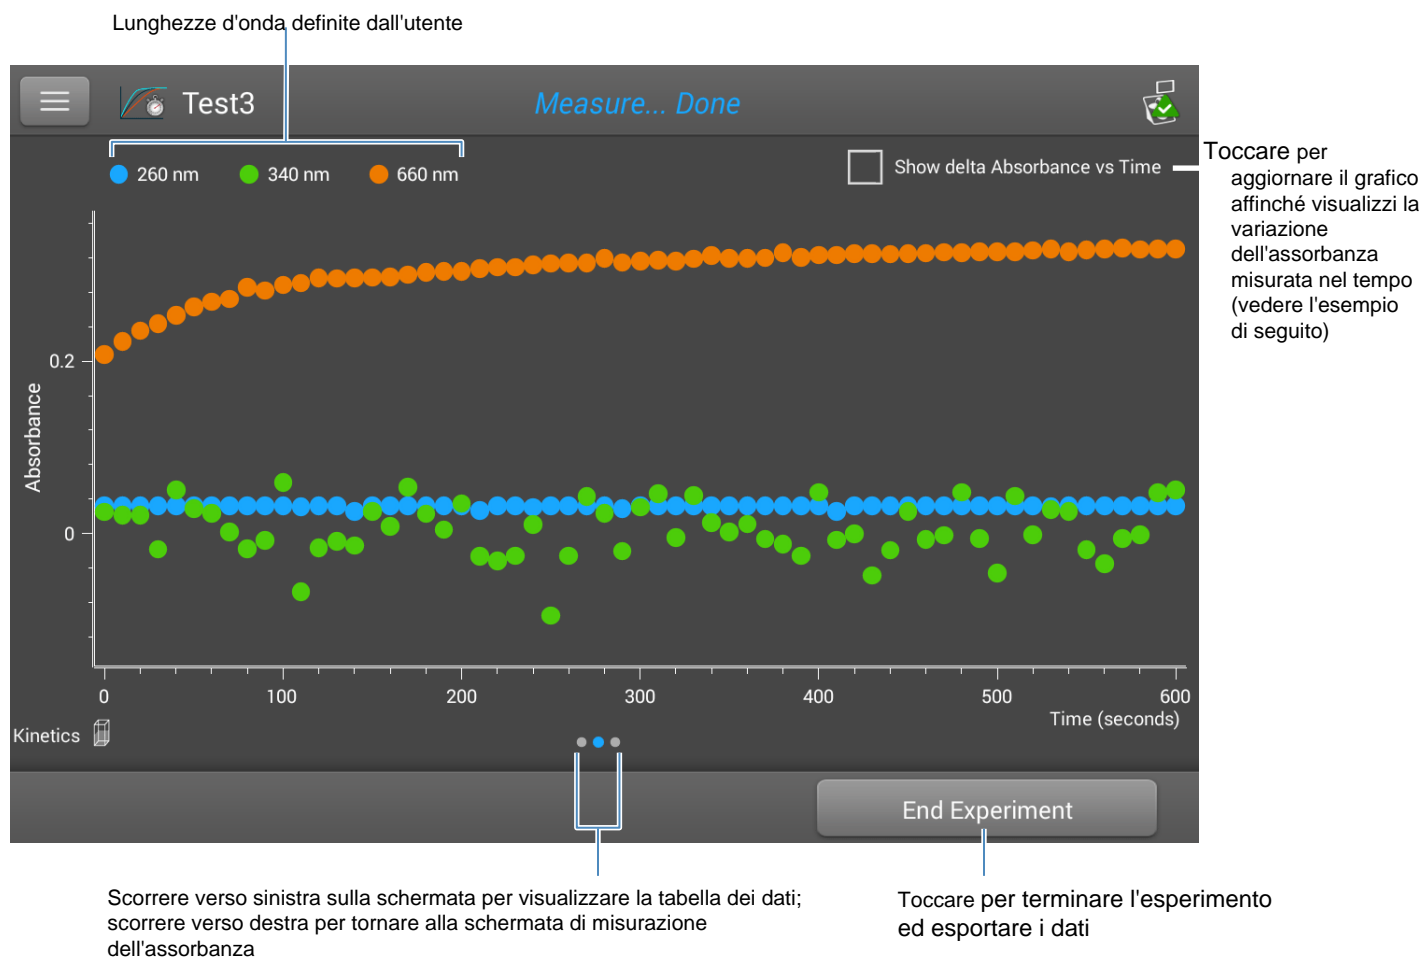 Lunghezze d'onda definite dall'utente
Test3
Measure... Done
260 nm
340 nm
660 nm
Show delta Absorbance vs Time
Toccare per
aggiornare il grafico
affinché visualizzi la
variazione
dell'assorbanza
misurata nel tempo
(vedere l'esempio
di seguito)
Absorbance
0.2
0
0
100
200
300
400
500
600
Time (seconds)
Kinetics
End Experiment
Scorrere verso sinistra sulla schermata per visualizzare la tabella dei dati;
scorrere verso destra per tornare alla schermata di misurazione
dell'assorbanza
Toccare per terminare l'esperimento
ed esportare i dati